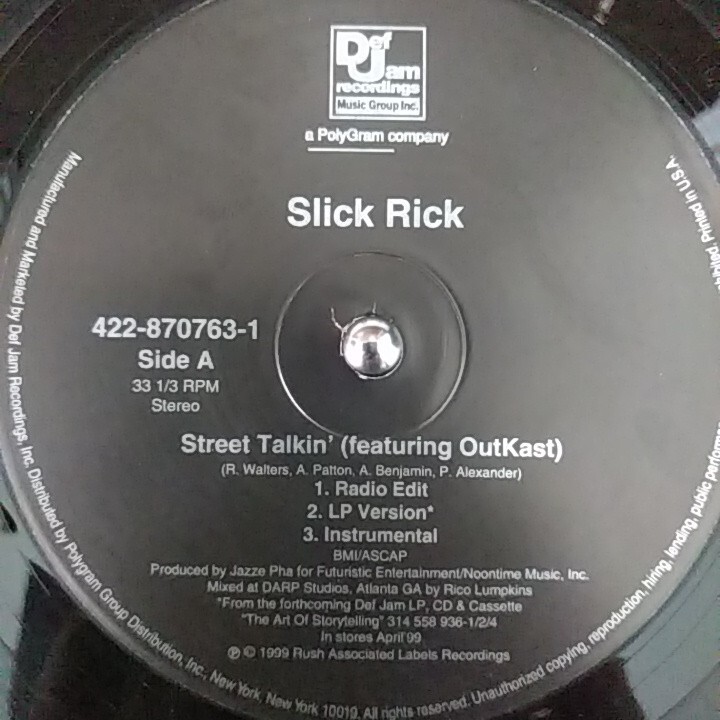 Def
Jam
recordings
Music Group Inc.
a PolyGram company
Slick Rick
422-870763-1
Side A
33 1/3 RPM
Stereo
Street Talkin' (featuring OutKast)
(R. Walters, A. Patton, A. Benjamin, P. Alexander)
1. Radio Edit
2. LP Version*
3. Instrumental
BMI/ASCAP
Produced by Jazze Pha for Futuristic Entertainment/Noontime Music, Inc.
Mixed at DARP Studios, Atlanta GA by Rico Lumpkins
*From the forthcoming Def Jam LP, CD & Cassette
"The Art Of Storytelling" 314 558 936-1/2/4
In stores April'99
℗ © 1999 Rush Associated Labels Recordings
Manufactured and Marketed by Def Jam Recordings, Inc. Distributed by Polygram Group Distribution, Inc., New York, New York 10019. All rights reserved. Unauthorized copying, reproduction, hiring, lending, public Printed in U.S.A.